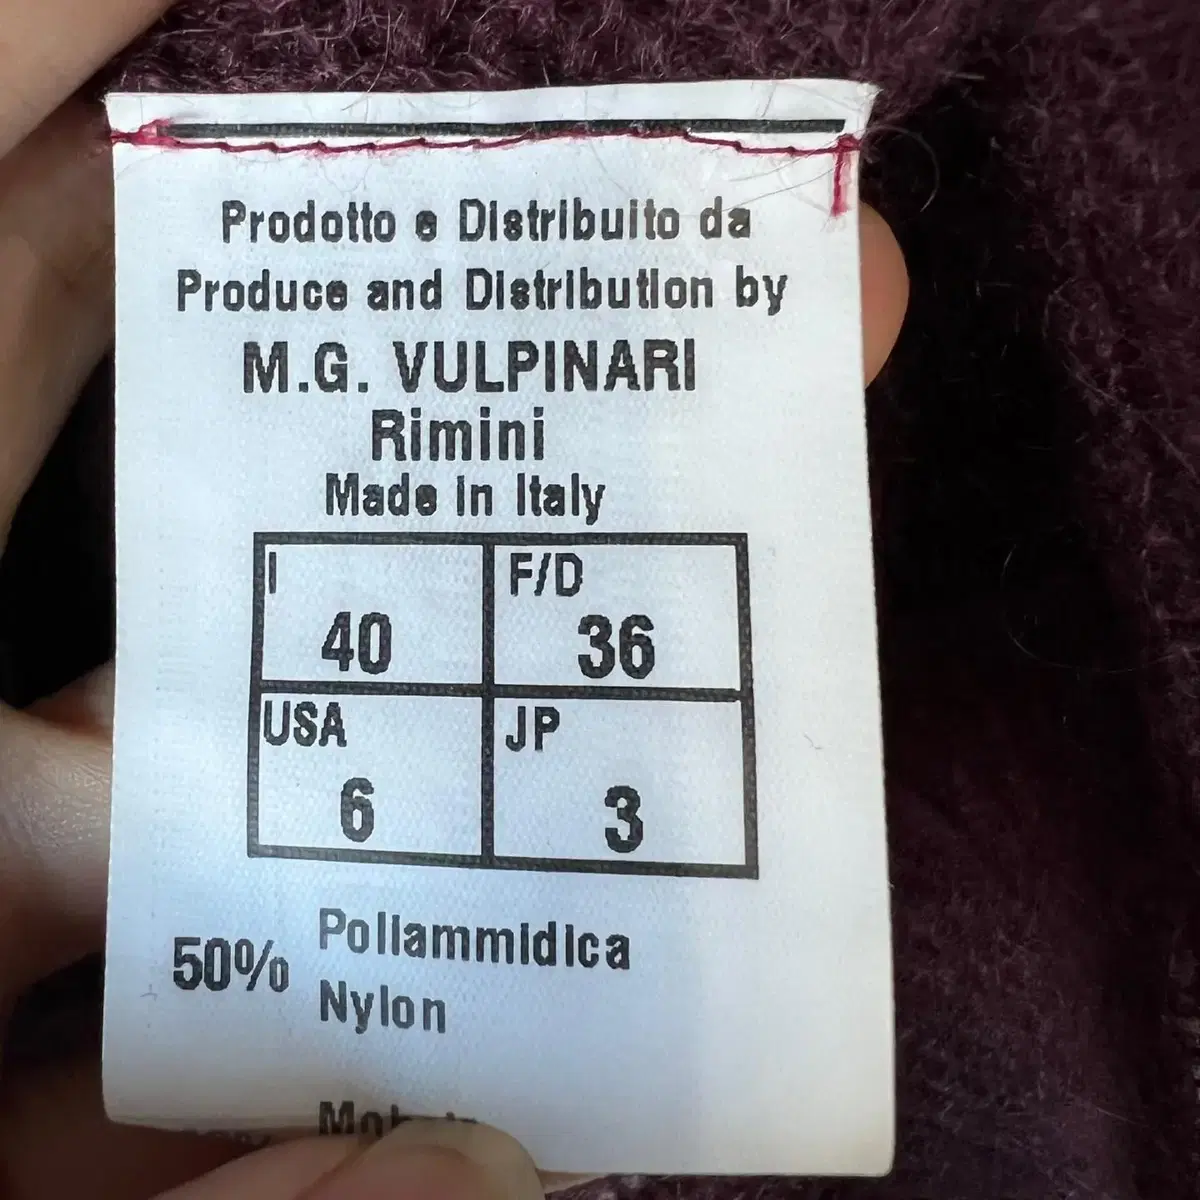 Prodotto e Distribuito da
Produce and Distribution by
M.G. VULPINARI
Rimini
Made in Italy
I F/D
40 36
USA JP
6 3
50% Poliammidica
Nylon